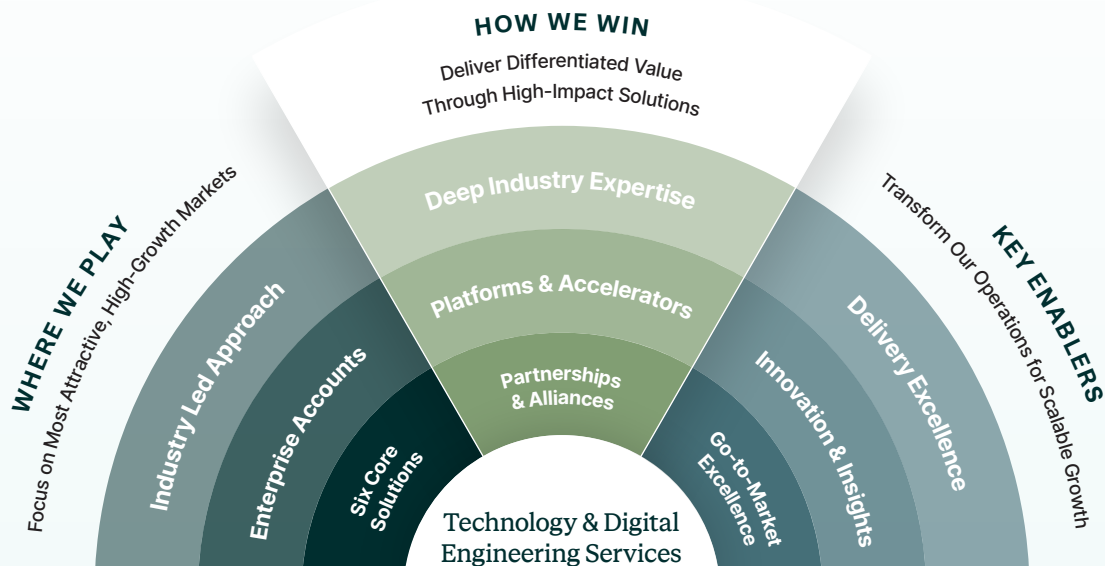 WHERE WE PLAY
Focus on Most Attractive, High-Growth Markets
Industry Led Approach
Enterprise Accounts
Six Core
Solutions
HOW WE WIN
Deliver Differentiated Value
Through High-Impact Solutions
Deep Industry Expertise
Platforms & Accelerators
Partnerships
& Alliances
KEY ENABLERS
Transform Our Operations for Scalable Growth
Delivery Excellence
Innovation & Insights
Go-to-Market
Excellence
Technology & Digital
Engineering Services